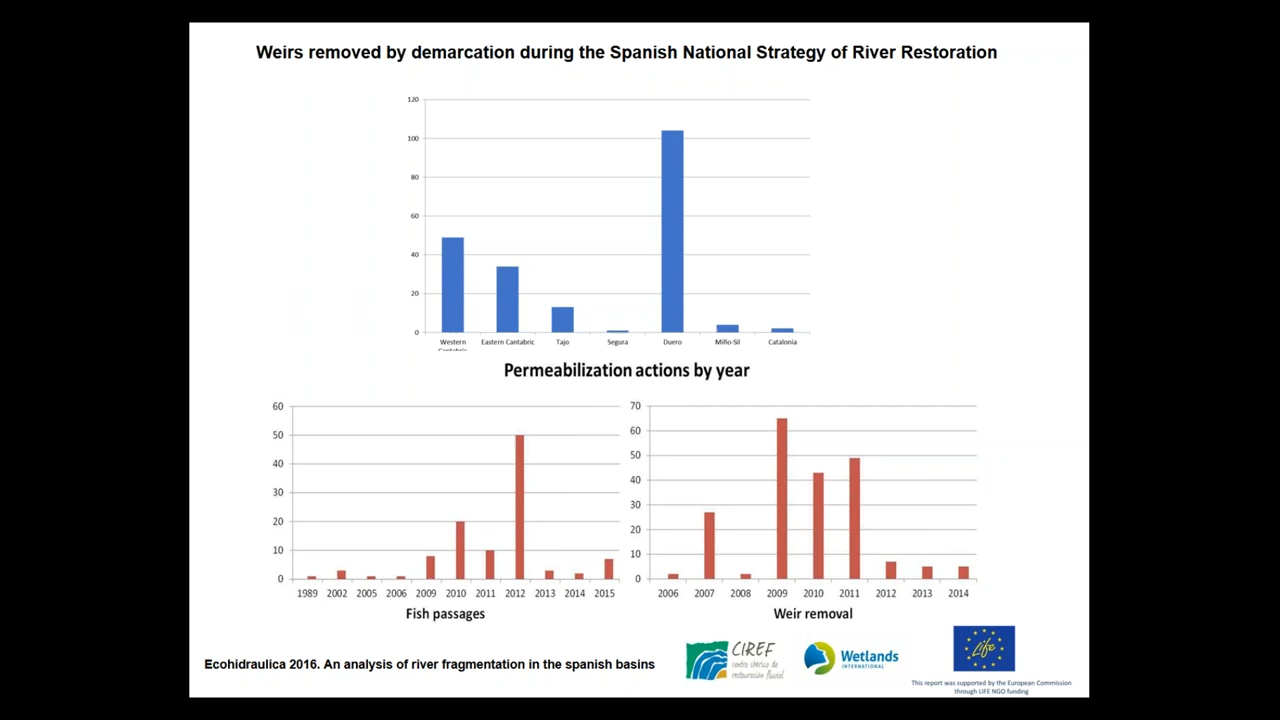 Weirs removed by demarcation during the Spanish National Strategy of River Restoration
120
100
80
60
40
20
0
Western Cantabric
Eastern Cantabric
Tajo
Segura
Duero
Miño-Sil
Catalonia
Permeabilization actions by year
60
50
40
30
20
10
0
1989 2002 2005 2006 2009 2010 2011 2012 2013 2014 2015
Fish passages
70
60
50
40
30
20
10
0
2006 2007 2008 2009 2010 2011 2012 2013 2014
Weir removal
Ecohidraulica 2016. An analysis of river fragmentation in the spanish basins
CIREF
centro ibérico de
restauración fluvial
Wetlands
INTERNATIONAL
Life
This report was supported by the European Commission
through LIFE NGO funding